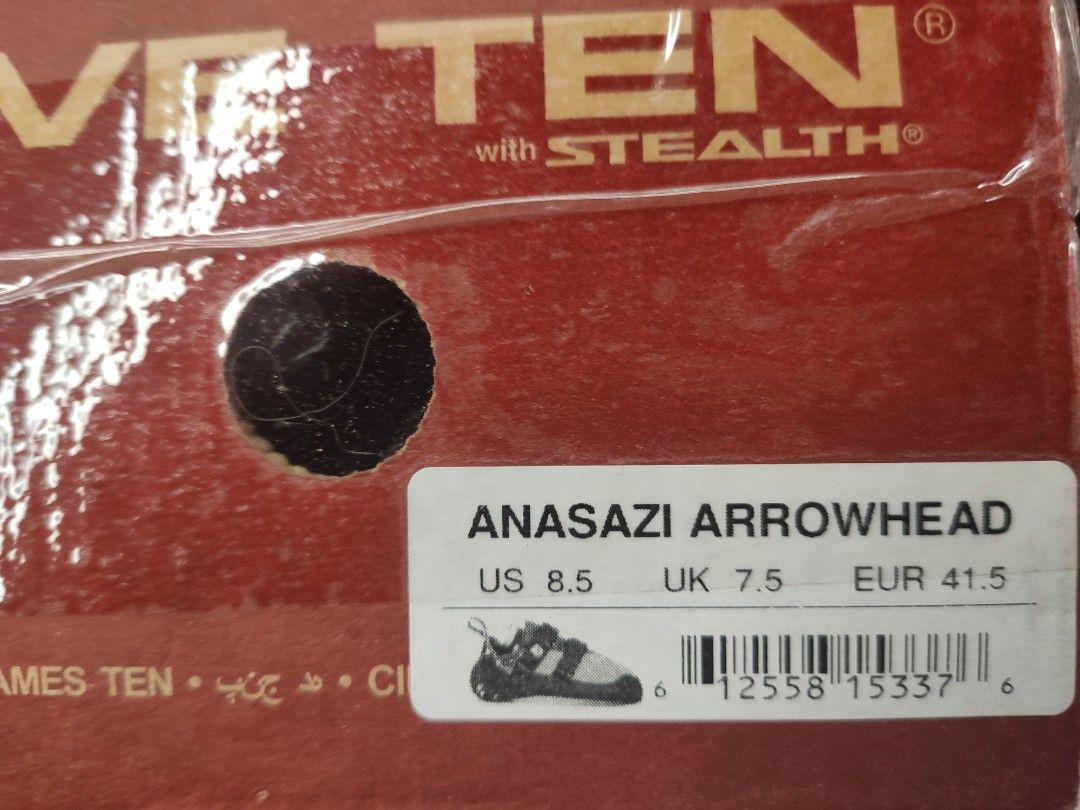 VE TEN®
with STEALTH®
ANASAZI ARROWHEAD
US 8.5 UK 7.5 EUR 41.5
6 12558 15337 6
AMES TEN •